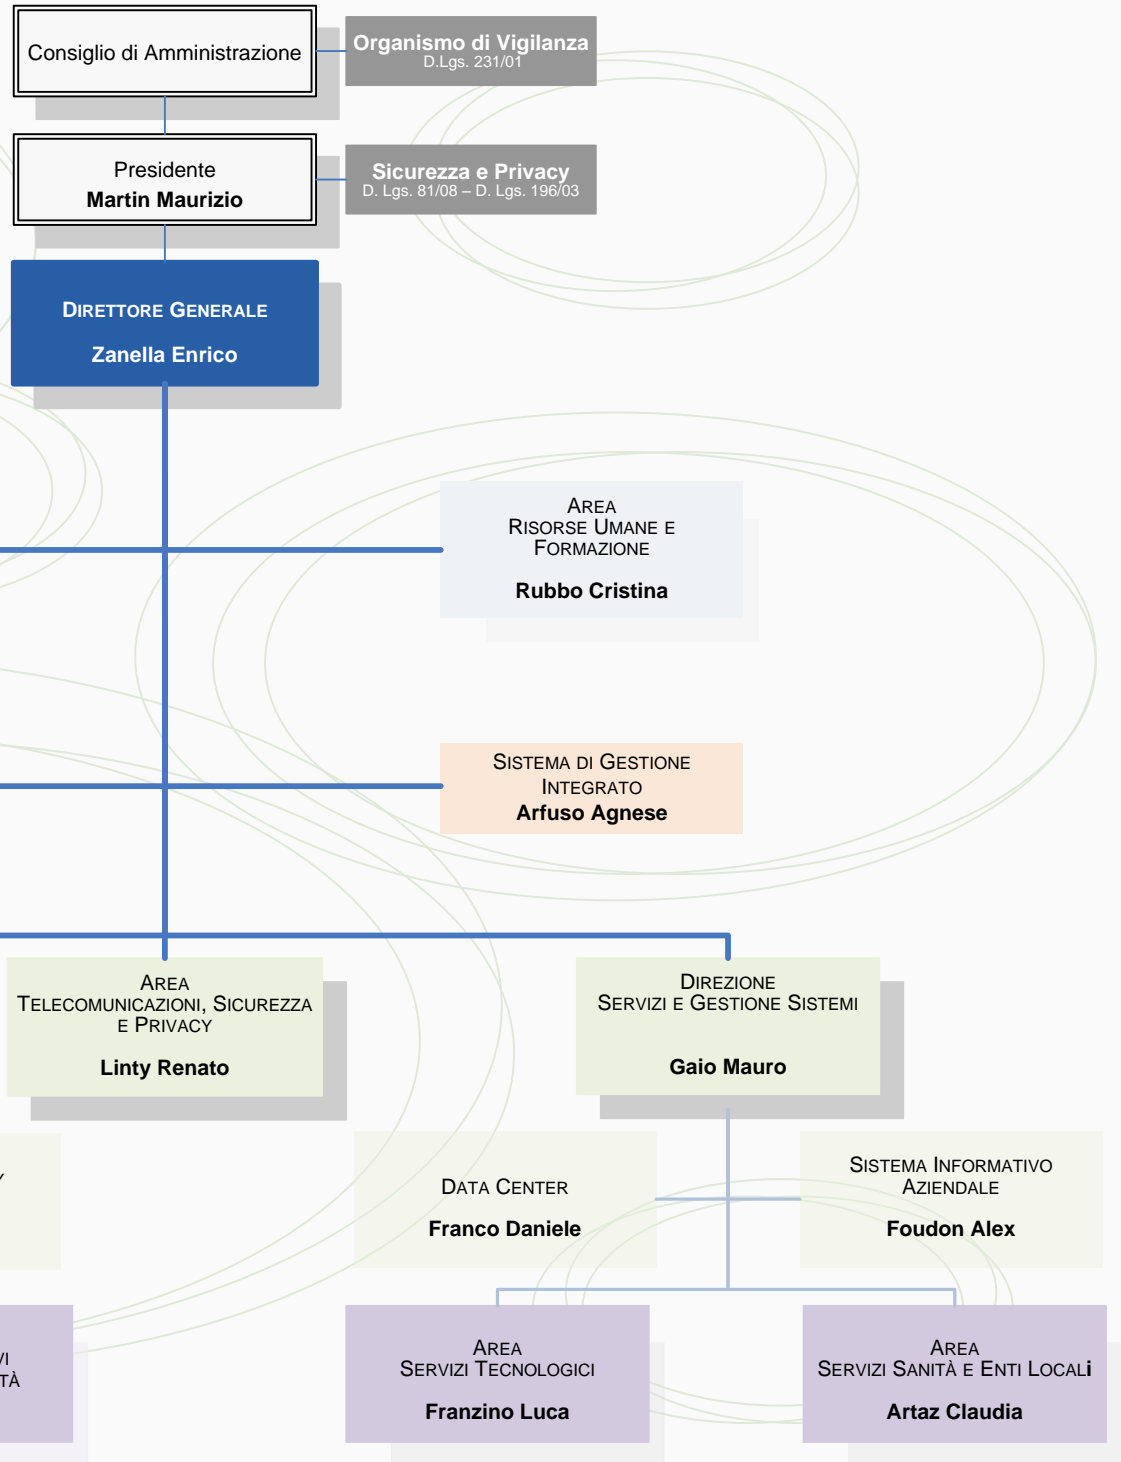 Consiglio di Amministrazione
Organismo di Vigilanza
D.Lgs. 231/01
Presidente
Martin Maurizio
Sicurezza e Privacy
D. Lgs. 81/08 – D. Lgs. 196/03
DIRETTORE GENERALE
Zanella Enrico
AREA
RISORSE UMANE E
FORMAZIONE
Rubbo Cristina
SISTEMA DI GESTIONE
INTEGRATO
Arfuso Agnese
AREA
TELECOMUNICAZIONI, SICUREZZA
E PRIVACY
Linty Renato
DIREZIONE
SERVIZI E GESTIONE SISTEMI
Gaio Mauro
DATA CENTER
Franco Daniele
SISTEMA INFORMATIVO
AZIENDALE
Foudon Alex
VI
TÀ
AREA
SERVIZI TECNOLOGICI
Franzino Luca
AREA
SERVIZI SANITÀ E ENTI LOCALi
Artaz Claudia